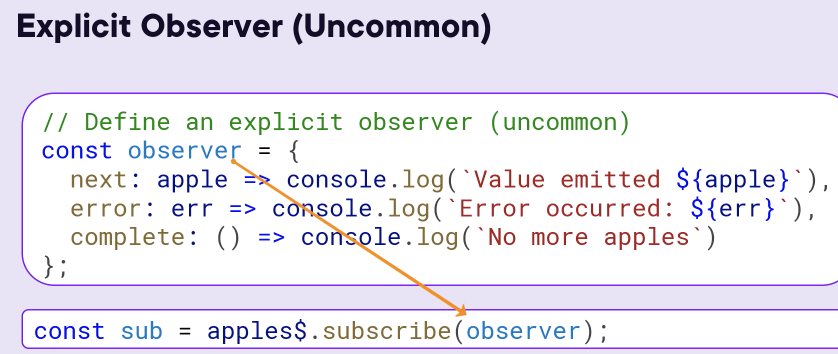 Explicit Observer (Uncommon)
// Define an explicit observer (uncommon)
const observer = {
  next: apple => console.log(`Value emitted ${apple}`),
  error: err => console.log(`Error occurred: ${err}`),
  complete: () => console.log(`No more apples`)
};
const sub = apples$.subscribe(observer);